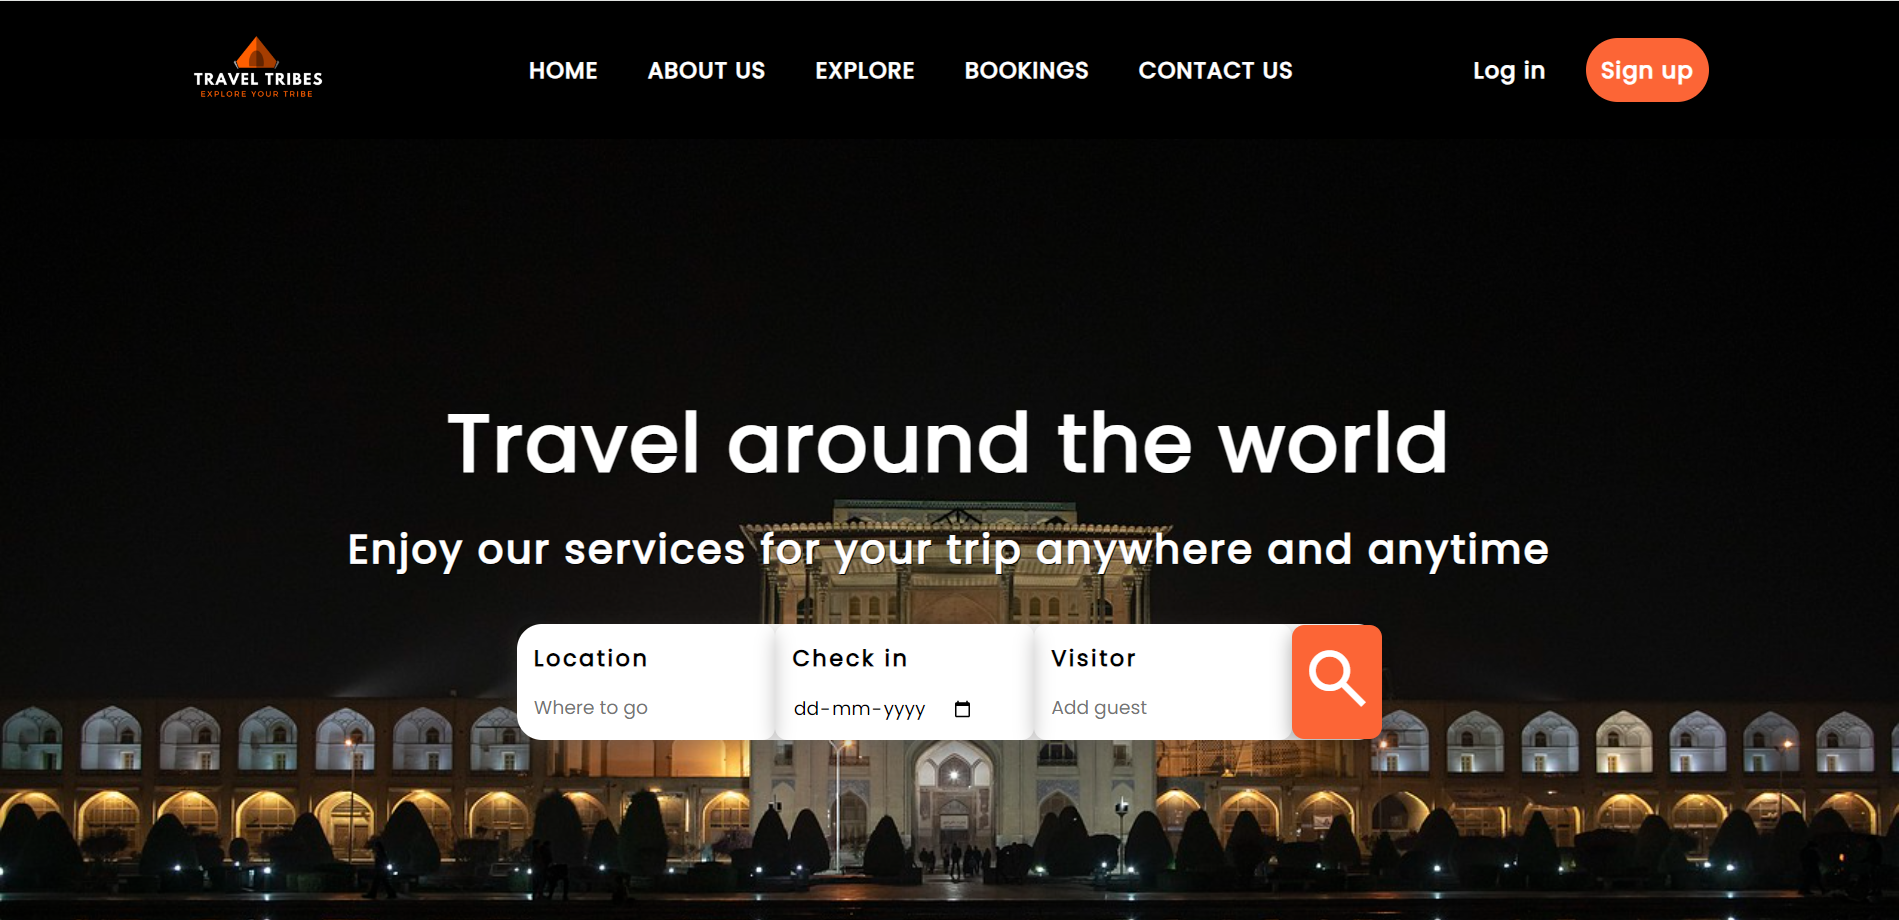 TRAVEL TRIBES
EXPLORE YOUR TRIBE
HOME ABOUT US EXPLORE BOOKINGS CONTACT US Log in Sign up
Travel around the world
Enjoy our services for your trip anywhere and anytime
Location Check in Visitor
Where to go dd-mm-yyyy Add guest